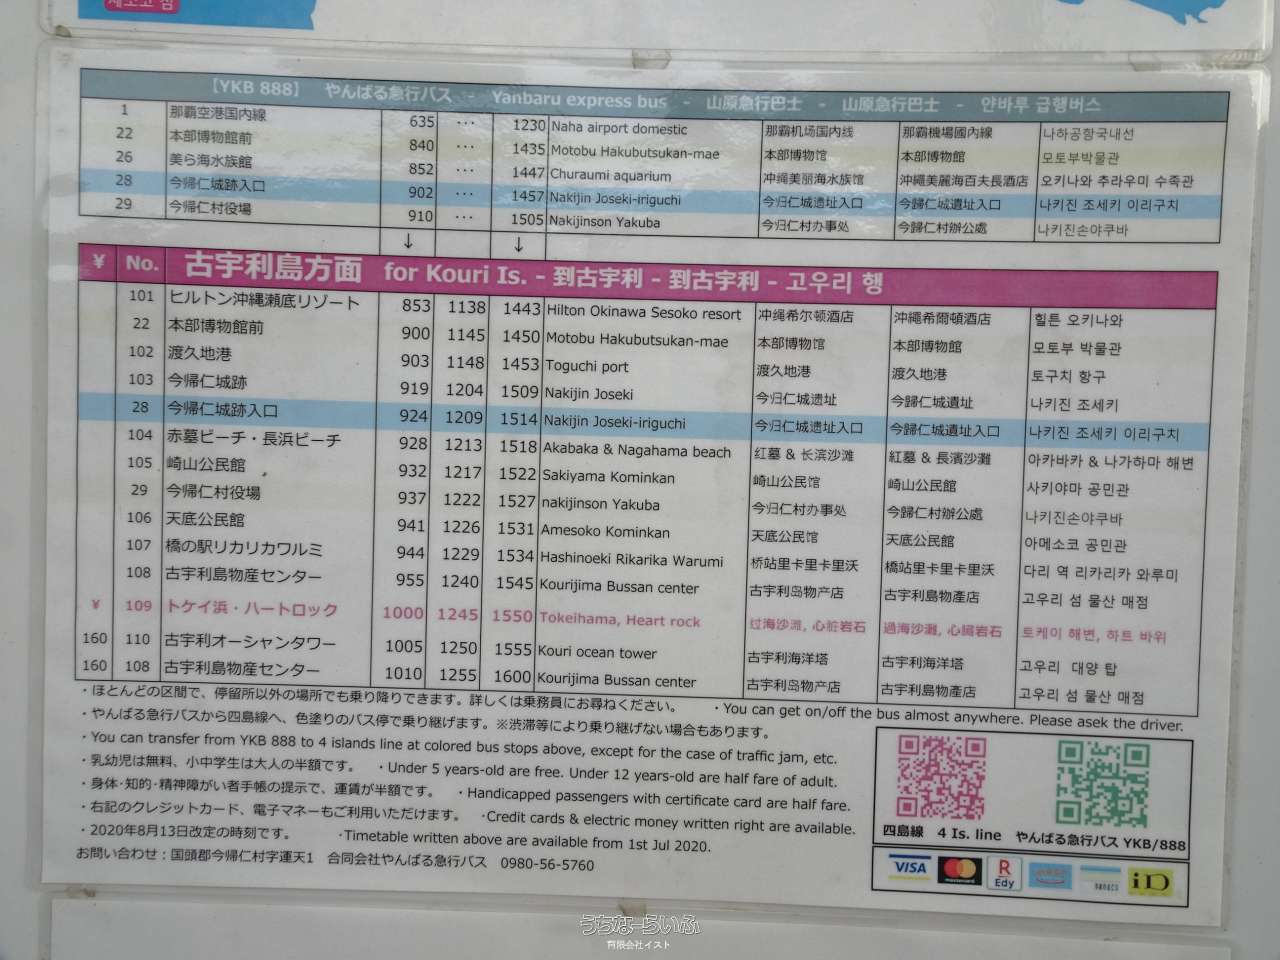 【YKB 888】 やんばる急行バス - Yanbaru express bus - 山原急行巴士 - 山原急行巴士 - 얀바루 급행버스
1 那覇空港国内線 635 ... 1230 Naha airport domestic 那霸机场国内线 那霸機場國內線 나하공항국내선
22 本部博物館前 840 ... 1435 Motobu Hakubutsukan-mae 本部博物馆 本部博物館 모토부박물관
26 美ら海水族館 852 ... 1447 Churaumi aquarium 冲绳美丽海水族馆 沖繩美麗海百夫長酒店 오키나와 추라우미 수족관
28 今帰仁城跡入口 902 ... 1457 Nakijin Joseki-iriguchi 今归仁城遗址入口 今歸仁城遺址入口 나키진 조세키 이리구치
29 今帰仁村役場 910 ... 1505 Nakijinson Yakuba 今归仁村办事处 今歸仁村辦公處 나키진손야쿠바
↓ ↓
¥ No. 古宇利島方面 for Kouri Is. - 到古宇利 - 到古宇利 - 고우리 행
101 ヒルトン沖縄瀬底リゾート 853 1138 1443 Hilton Okinawa Sesoko resort 冲绳希尔顿酒店 沖繩希爾頓酒店 힐튼 오키나와
22 本部博物館前 900 1145 1450 Motobu Hakubutsukan-mae 本部博物馆 本部博物館 모토부 박물관
102 渡久地港 903 1148 1453 Toguchi port 渡久地港 渡久地港 토구치 항구
103 今帰仁城跡 919 1204 1509 Nakijin Joseki 今归仁城遗址 今歸仁城遺址 나키진 조세키
28 今帰仁城跡入口 924 1209 1514 Nakijin Joseki-iriguchi 今归仁城遗址入口 今歸仁城遺址入口 나키진 조세키 이리구치
104 赤墓ビーチ・長浜ビーチ 928 1213 1518 Akabaka & Nagahama beach 红墓 & 长滨沙滩 紅墓 & 長濱沙灘 아카바카 & 나가하마 해변
105 崎山公民館 932 1217 1522 Sakiyama Kominkan 崎山公民馆 崎山公民館 사키야마 공민관
29 今帰仁村役場 937 1222 1527 nakijinson Yakuba 今归仁村办事处 今歸仁村辦公處 나키진손야쿠바
106 天底公民館 941 1226 1531 Amesoko Kominkan 天底公民馆 天底公民館 아메소코 공민관
107 橋の駅リカリカワルミ 944 1229 1534 Hashinoeki Rikarika Warumi 桥站里卡里卡里沃 橋站里卡里卡里沃 다리 역 리카리카 와루미
108 古宇利島物産センター 955 1240 1545 Kourijima Bussan center 古宇利岛物产店 古宇利島物產店 고우리 섬 물산 매점
¥ 109 トケイ浜・ハートロック 1000 1245 1550 Tokeihama, Heart rock 过海沙滩, 心脏岩石 過海沙灘, 心臟岩石 토케이 해변, 하트 바위
160 110 古宇利オーシャンタワー 1005 1250 1555 Kouri ocean tower 古宇利海洋塔 古宇利海洋塔 고우리 대양 탑
160 108 古宇利島物産センター 1010 1255 1600 Kourijima Bussan center 古宇利岛物产店 古宇利島物產店 고우리 섬 물산 매점
・ほとんどの区間で、停留所以外の場所でも乗り降りできます。詳しくは乗務員にお尋ねください。 ・You can get on/off the bus almost anywhere. Please asek the driver.
・やんばる急行バスから四島線へ、色塗りのバス停で乗り継げます。※渋滞等により乗り継げない場合もあります。
・You can transfer from YKB 888 to 4 islands line at colored bus stops above, except for the case of traffic jam, etc.
・乳幼児は無料、小中学生は大人の半額です。 ・Under 5 years-old are free. Under 12 years-old are half fare of adult.
・身体・知的・精神障がい者手帳の提示で、運賃が半額です。 ・Handicapped passengers with certificate card are half fare.
・右記のクレジットカード、電子マネーもご利用いただけます。 ・Credit cards & electric money written right are available.
・2020年8月13日改定の時刻です。 ・Timetable written above are available from 1st Jul 2020.
お問い合わせ：国頭郡今帰仁村字運天1 合同会社やんばる急行バス 0980-56-5760
四島線 4 Is. line やんばる急行バス YKB/888
VISA mastercard R Edy nanaco iD
うちなーらいふ
有限会社イスト